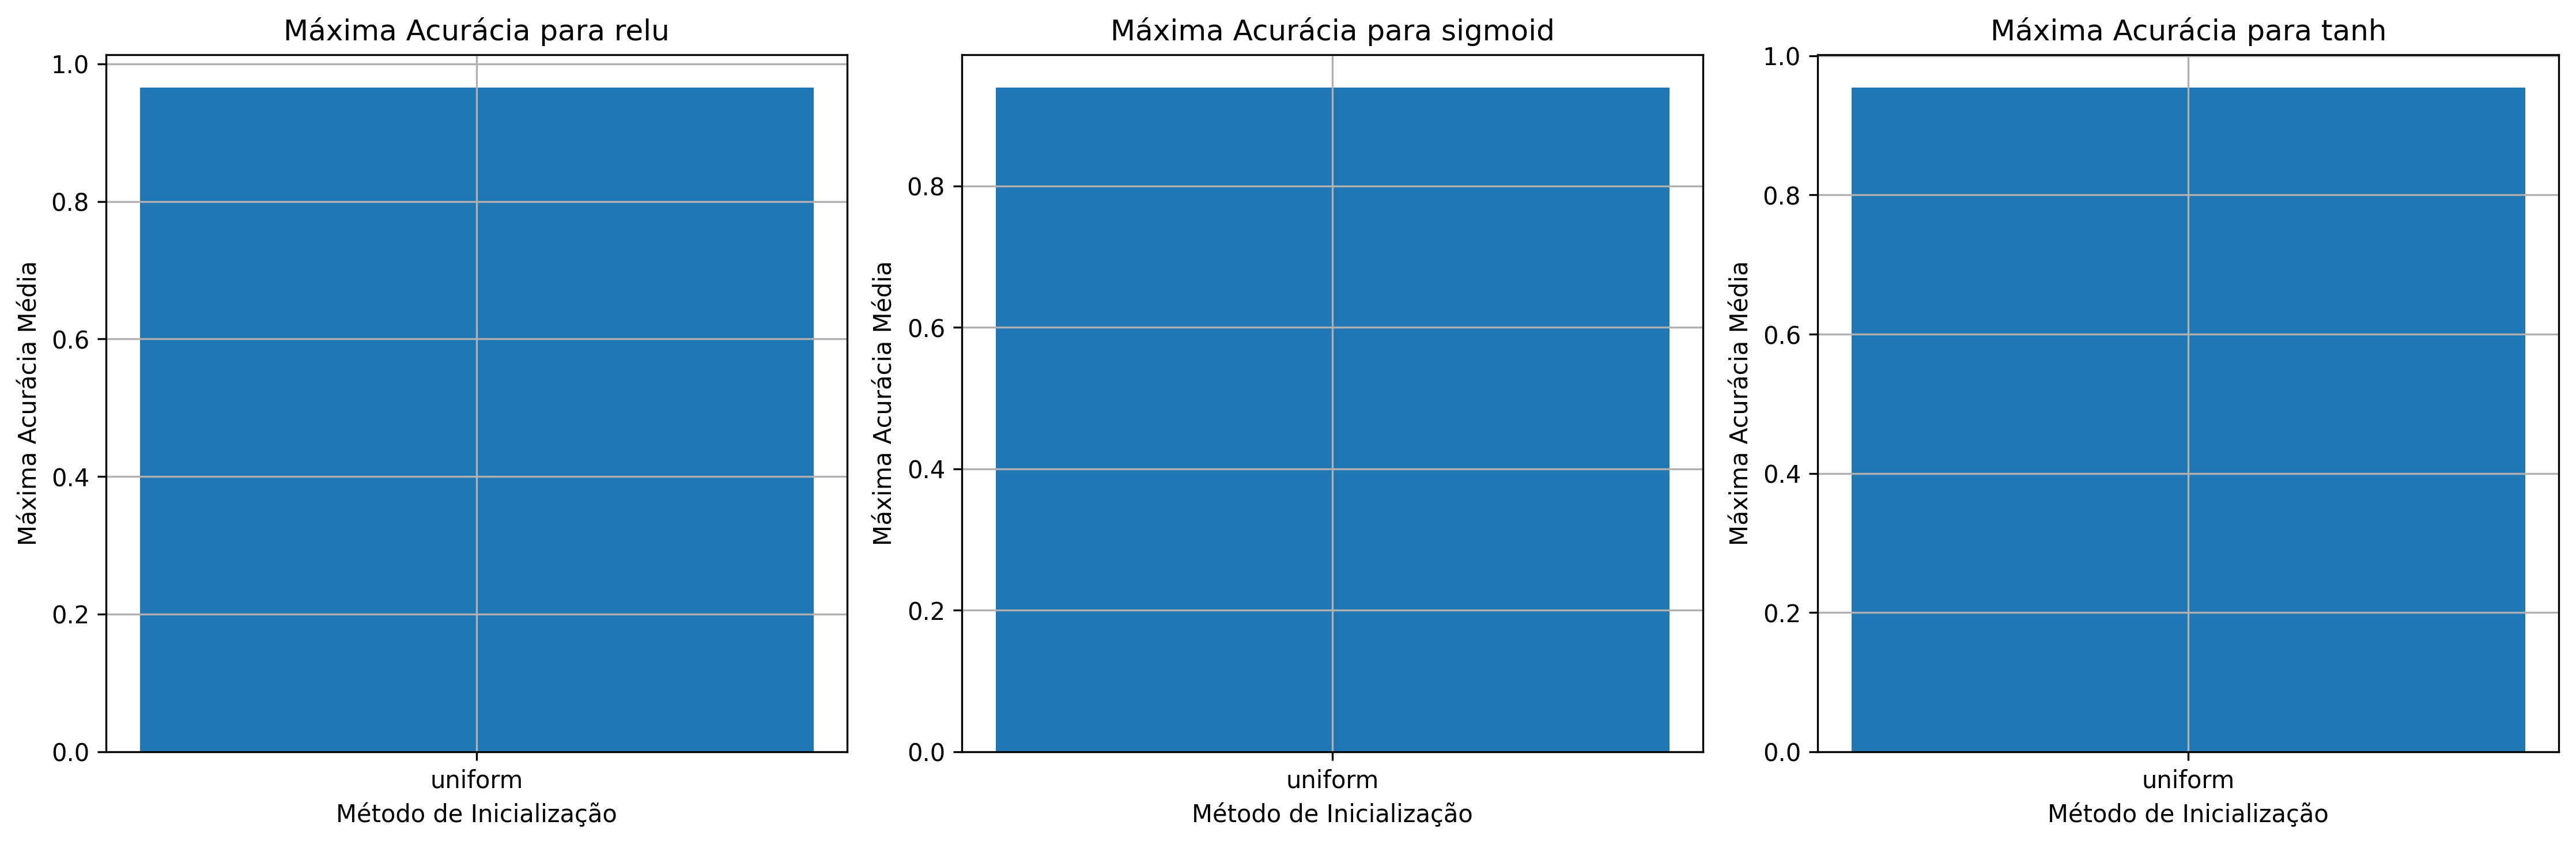 Máxima Acurácia para relu
Máxima Acurácia Média
1.0
0.8
0.6
0.4
0.2
0.0
uniform
Método de Inicialização
Máxima Acurácia para sigmoid
Máxima Acurácia Média
0.8
0.6
0.4
0.2
0.0
uniform
Método de Inicialização
Máxima Acurácia para tanh
Máxima Acurácia Média
1.0
0.8
0.6
0.4
0.2
0.0
uniform
Método de Inicialização